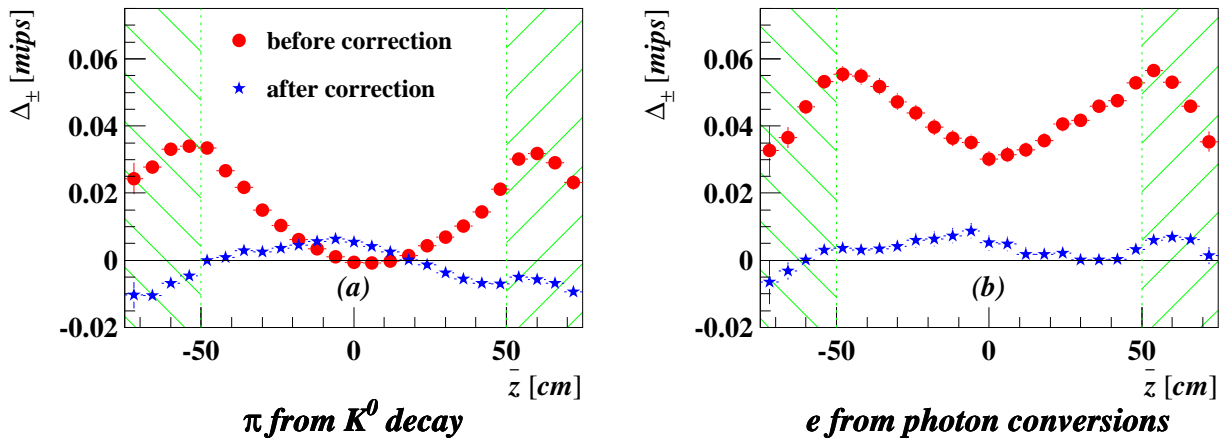 Δ± [mips]
0.06
0.04
0.02
0
-0.02
before correction
after correction
(a)
-50 0 50
z̄ [cm]
π from K⁰ decay
Δ± [mips]
0.06
0.04
0.02
0
-0.02
(b)
-50 0 50
z̄ [cm]
e from photon conversions